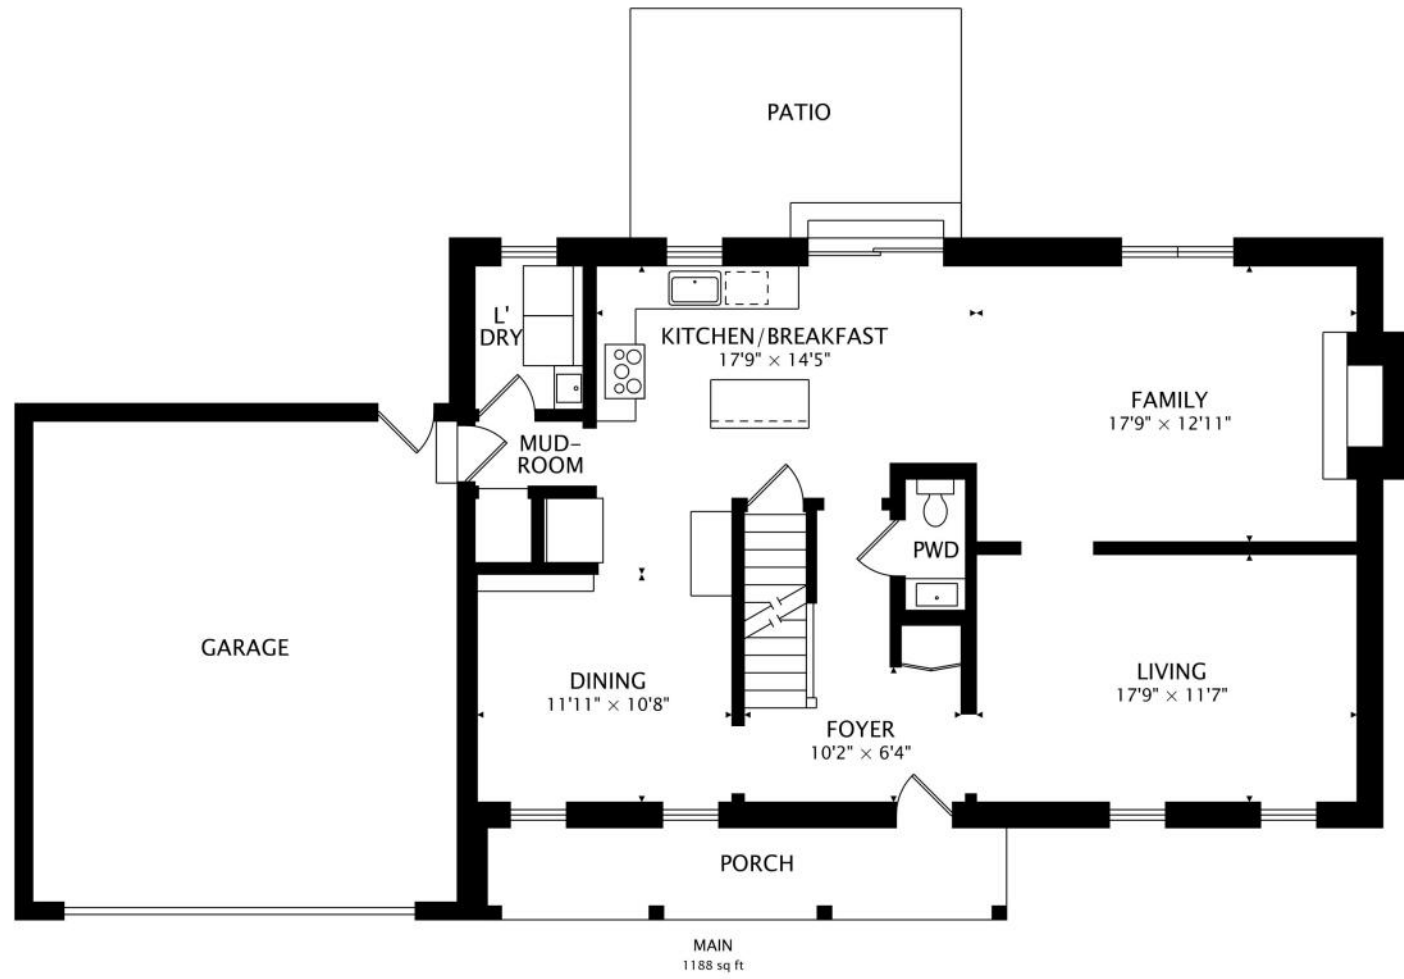 PATIO
L'
DRY
KITCHEN/BREAKFAST
17'9" × 14'5"
FAMILY
17'9" × 12'11"
MUD-
ROOM
PWD
GARAGE
DINING
11'11" × 10'8"
LIVING
17'9" × 11'7"
FOYER
10'2" × 6'4"
PORCH
MAIN
1188 sq ft